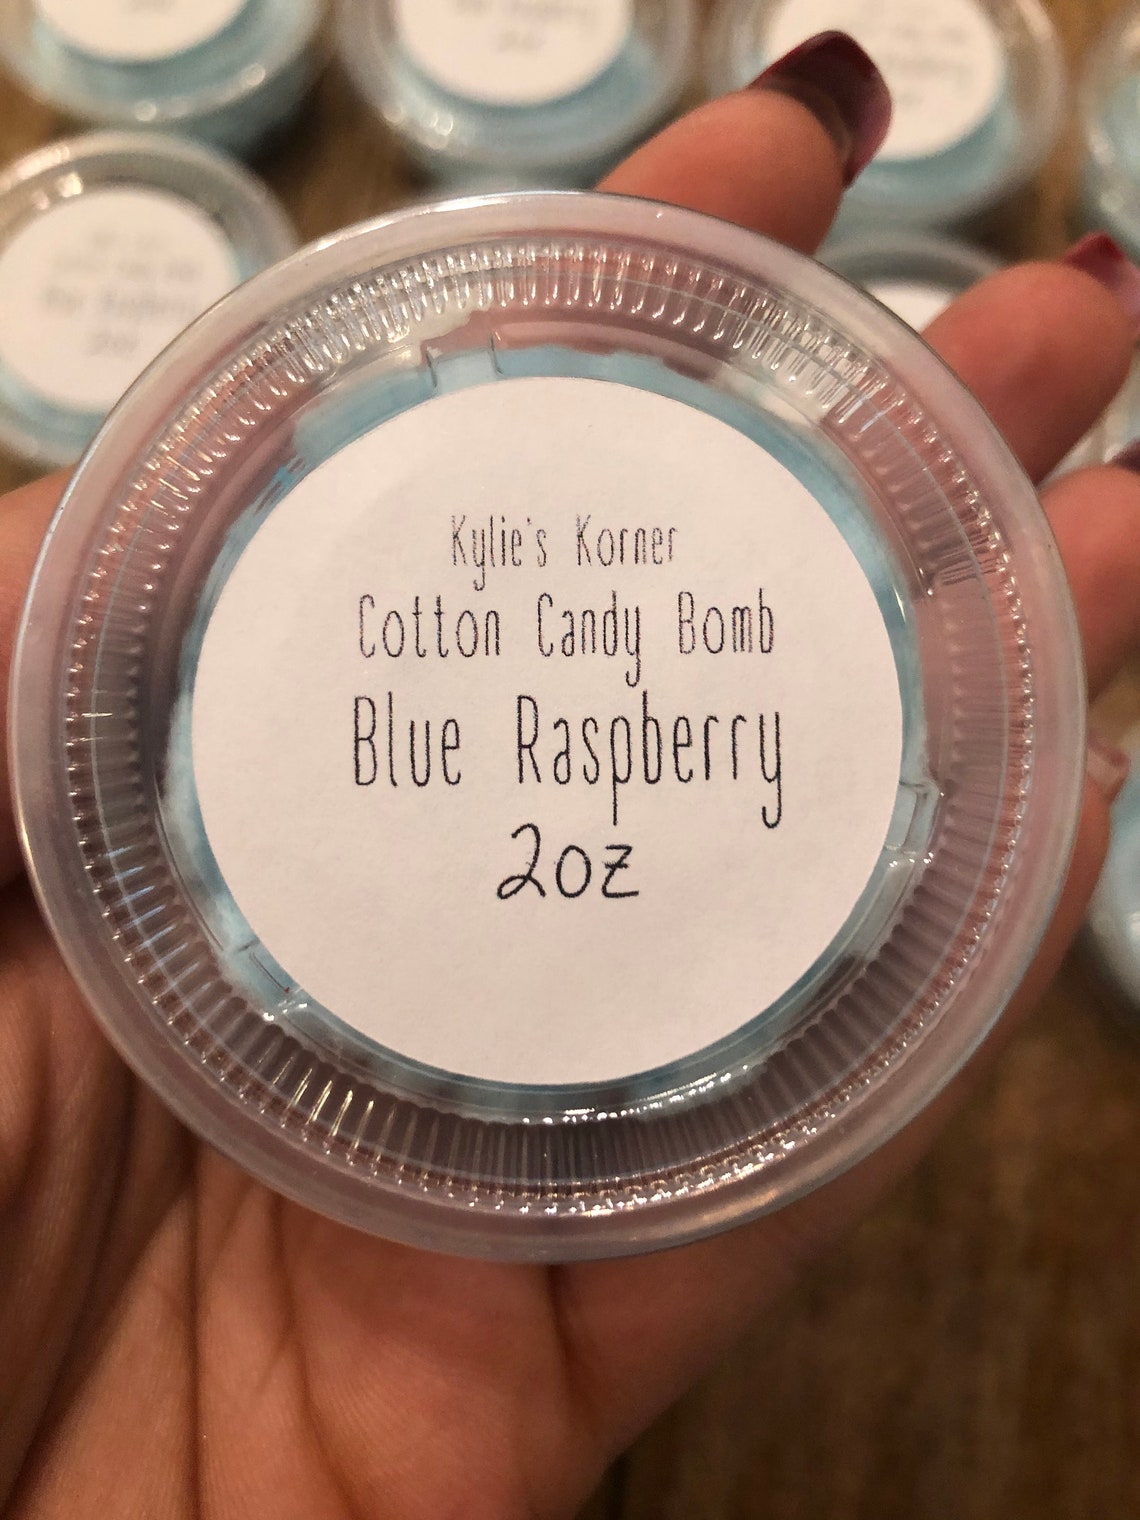 Kylie's Korner
Cotton Candy Bomb
Blue Raspberry
2oz